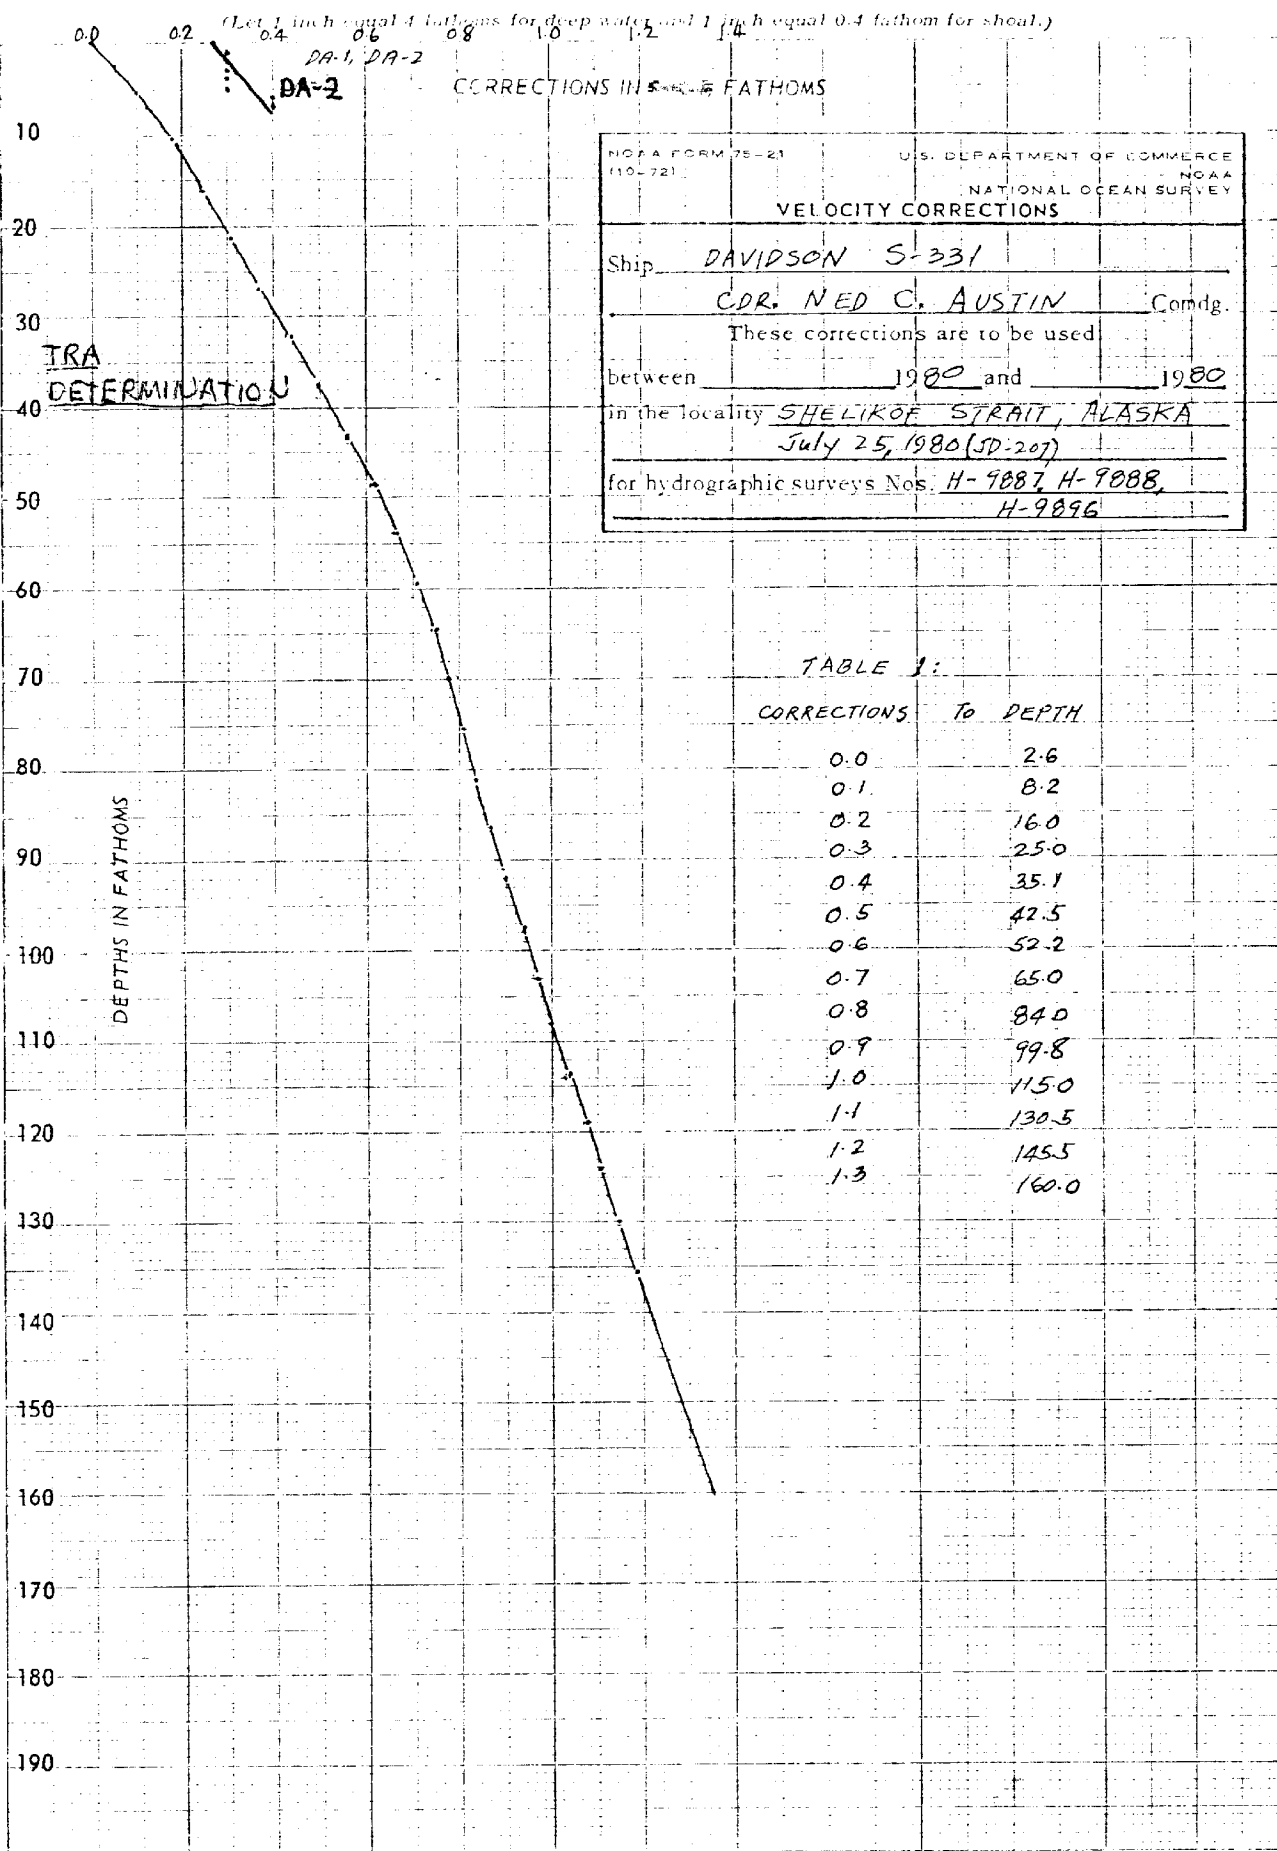 (Let 1 inch equal 4 fathoms for deep water and 1 inch equal 0.4 fathom for shoal.)
0.0 0.2 0.4 0.6 0.8 1.0 1.2 1.4
DA-1, DA-2
DA-2
CORRECTIONS IN FATHOMS
NOAA FORM 75-21
(10-72)
U.S. DEPARTMENT OF COMMERCE
NOAA
NATIONAL OCEAN SURVEY
VELOCITY CORRECTIONS
Ship DAVIDSON S-331
CDR. NED C. AUSTIN Comdg.
These corrections are to be used
between 1980 and 1980
in the locality SHELIKOF STRAIT, ALASKA
July 25, 1980 (JD-207)
for hydrographic surveys Nos. H-9887, H-9888,
H-9896
TRA
DETERMINATION
10
20
30
40
50
60
70
80
90
100
110
120
130
140
150
160
170
180
190
DEPTHS IN FATHOMS
TABLE 1:
CORRECTIONS TO DEPTH
0.0 2.6
0.1 8.2
0.2 16.0
0.3 25.0
0.4 35.1
0.5 42.5
0.6 52.2
0.7 65.0
0.8 84.0
0.9 99.8
1.0 115.0
1.1 130.5
1.2 145.5
1.3 160.0